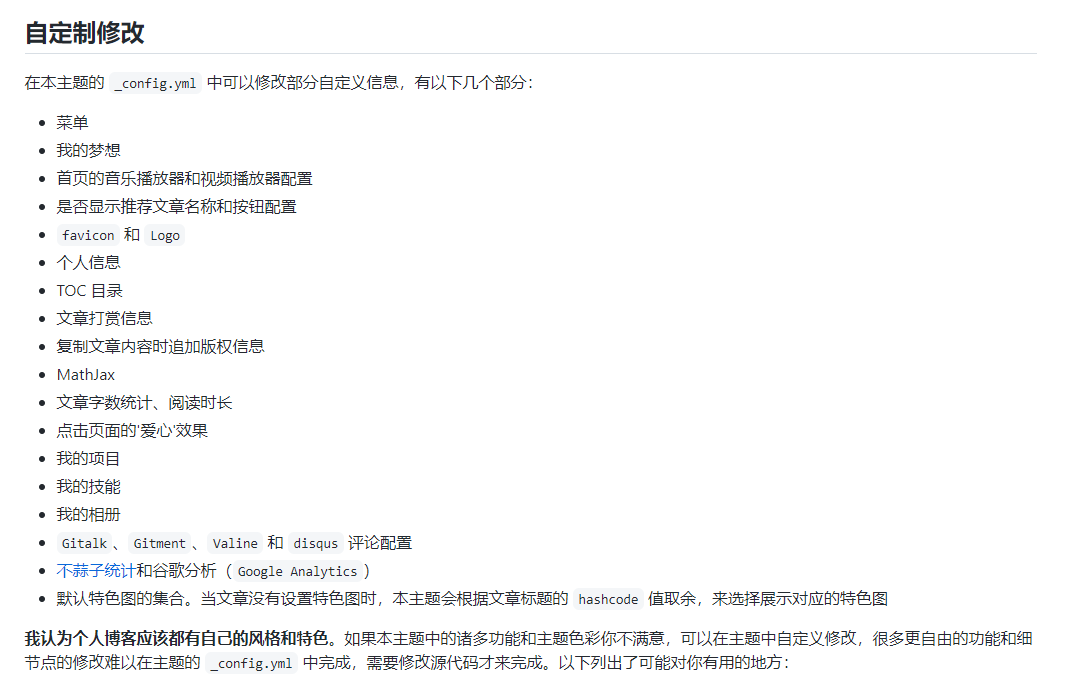 自定制修改
在本主题的 _config.yml 中可以修改部分自定义信息，有以下几个部分：
菜单
我的梦想
首页的音乐播放器和视频播放器配置
是否显示推荐文章名称和按钮配置
favicon 和 Logo
个人信息
TOC 目录
文章打赏信息
复制文章内容时追加版权信息
MathJax
文章字数统计、阅读时长
点击页面的'爱心'效果
我的项目
我的技能
我的相册
Gitalk 、 Gitment 、 Valine 和 disqus 评论配置
不蒜子统计和谷歌分析（ Google Analytics ）
默认特色图的集合。当文章没有设置特色图时，本主题会根据文章标题的 hashcode 值取余，来选择展示对应的特色图
我认为个人博客应该都有自己的风格和特色。如果本主题中的诸多功能和主题色彩你不满意，可以在主题中自定义修改，很多更自由的功能和细
节点的修改难以在主题的 _config.yml 中完成，需要修改源代码才来完成。以下列出了可能对你有用的地方：